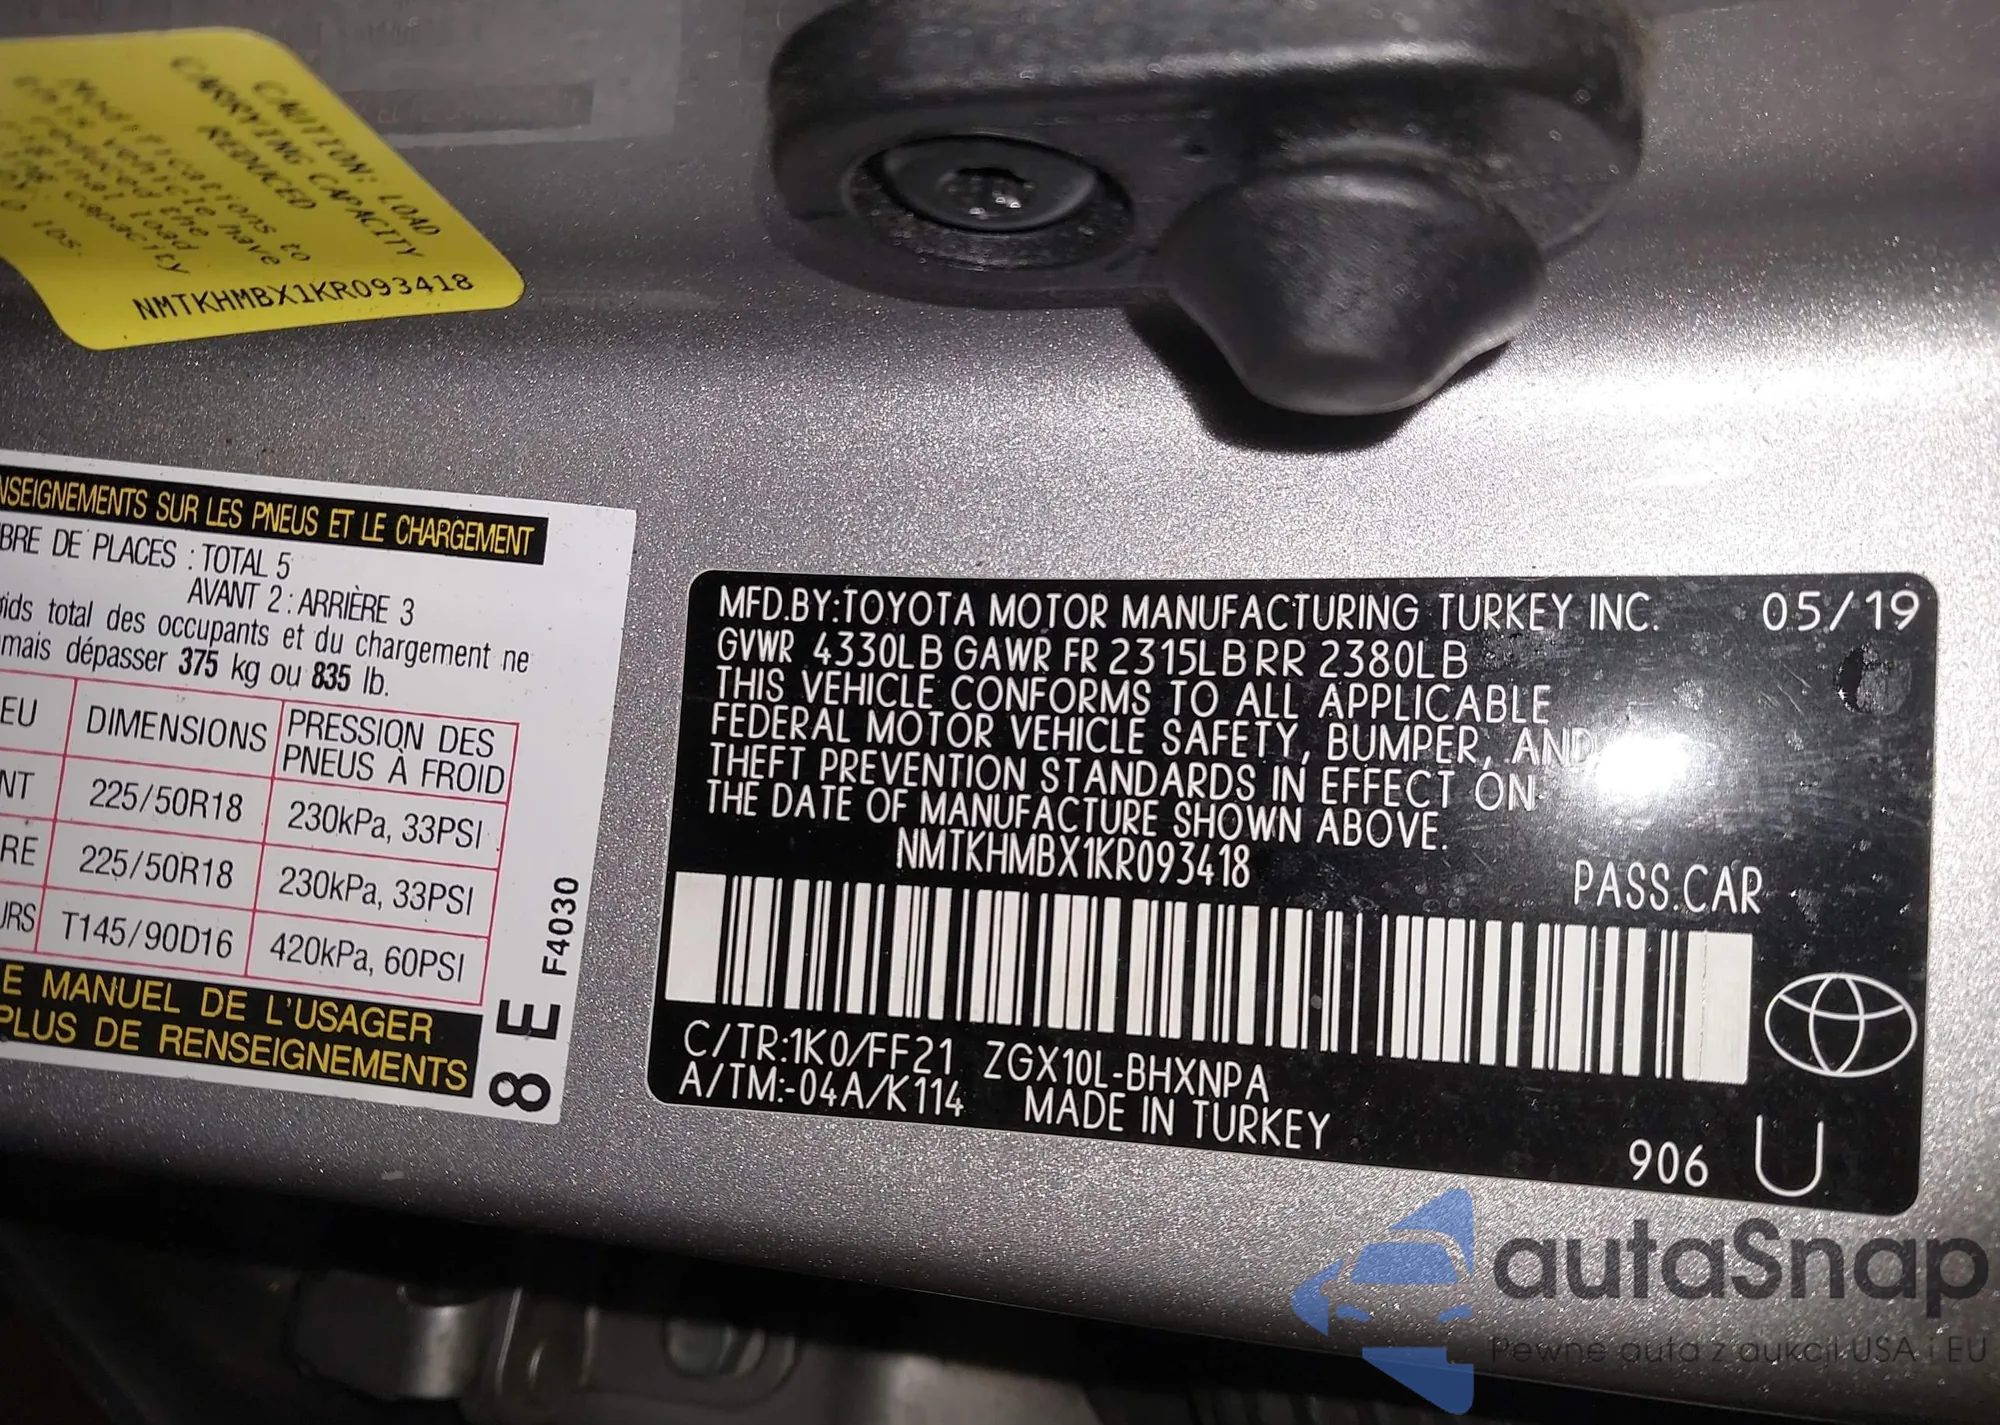 CAUTION: LOAD
CARRYING CAPACITY
REDUCED
Modifications to
this vehicle have
reduced the
original load
capacity
lbs.
NMTKHMBX1KR093418
NSEIGNEMENTS SUR LES PNEUS ET LE CHARGEMENT
BRE DE PLACES : TOTAL 5
AVANT 2 : ARRIÈRE 3
oids total des occupants et du chargement ne
mais dépasser 375 kg ou 835 lb.
EU DIMENSIONS PRESSION DES
PNEUS À FROID
NT 225/50R18 230kPa, 33PSI
RE 225/50R18 230kPa, 33PSI
URS T145/90D16 420kPa, 60PSI
E MANUEL DE L'USAGER
PLUS DE RENSEIGNEMENTS
8E F4030
MFD.BY:TOYOTA MOTOR MANUFACTURING TURKEY INC. 05/19
GVWR 4330LB GAWR FR 2315LB RR 2380LB
THIS VEHICLE CONFORMS TO ALL APPLICABLE
FEDERAL MOTOR VEHICLE SAFETY, BUMPER, AND
THEFT PREVENTION STANDARDS IN EFFECT ON
THE DATE OF MANUFACTURE SHOWN ABOVE.
NMTKHMBX1KR093418 PASS.CAR
C/TR:1K0/FF21 ZGX10L-BHXNPA
A/TM:-04A/K114 MADE IN TURKEY
906 U
autoSnap
Pewne auta z aukcji USA i EU